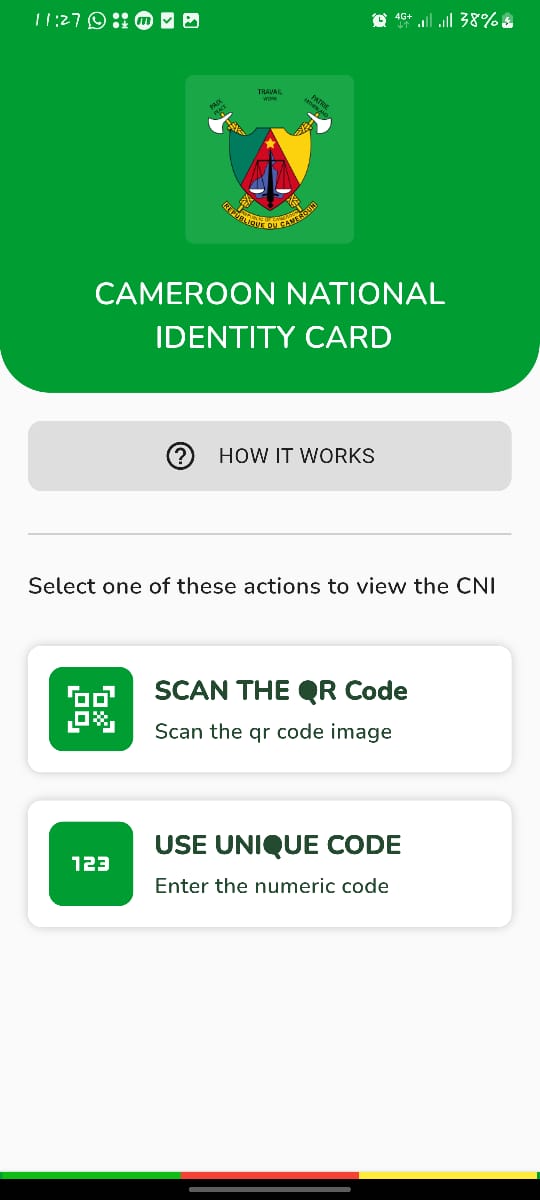 11:27
4G+ 38%
TRAVAIL
WORK
PAIX
PEACE
PATRIE
FATHERLAND
REPUBLIQUE DU CAMEROUN
CAMEROON NATIONAL
IDENTITY CARD
HOW IT WORKS
Select one of these actions to view the CNI
SCAN THE QR Code
Scan the qr code image
123
USE UNIQUE CODE
Enter the numeric code